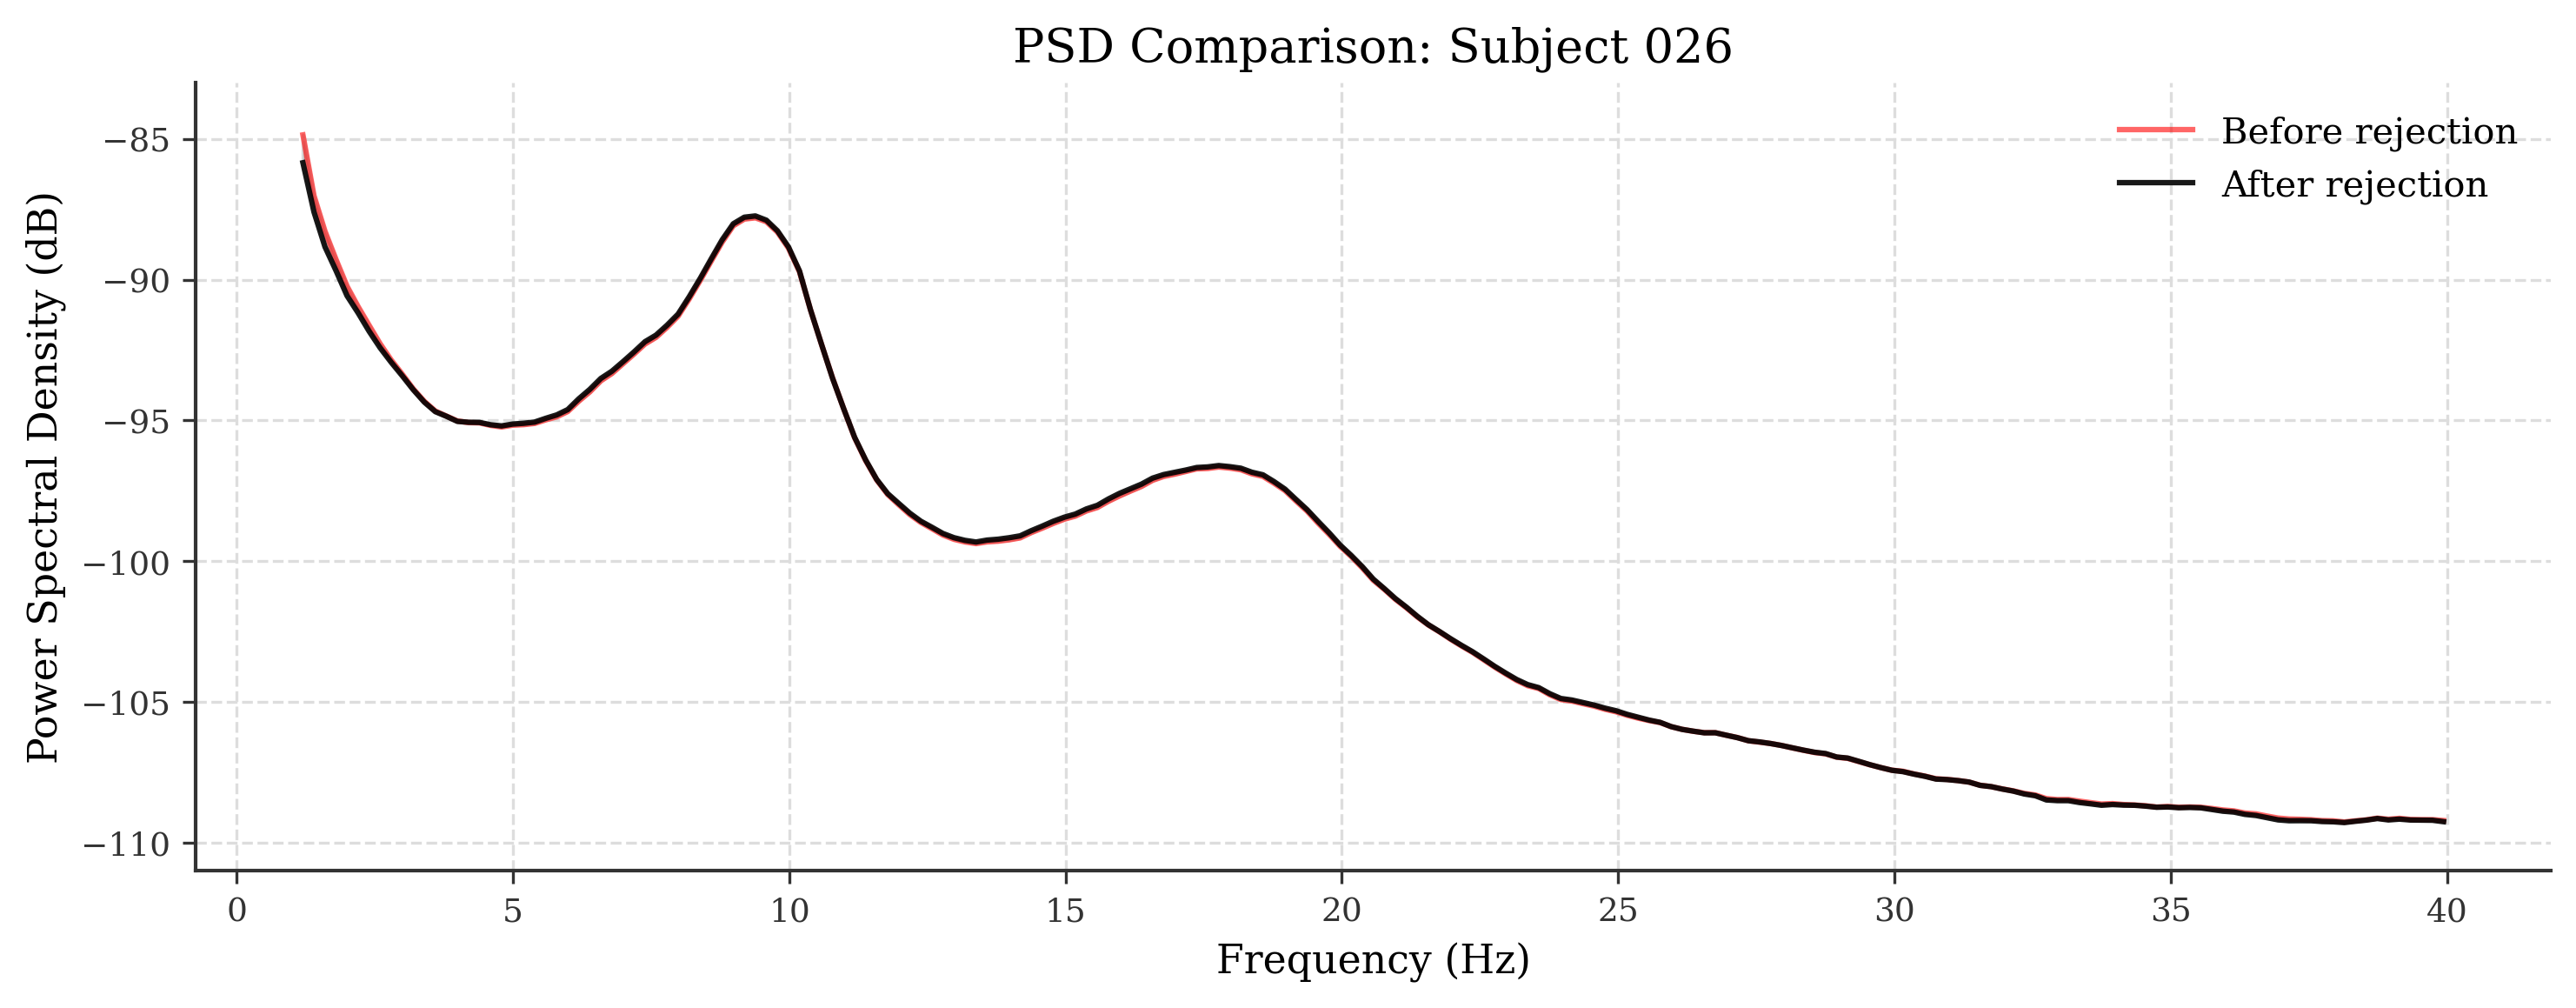 PSD Comparison: Subject 026
Before rejection
After rejection
Power Spectral Density (dB)
−85
−90
−95
−100
−105
−110
0 5 10 15 20 25 30 35 40
Frequency (Hz)